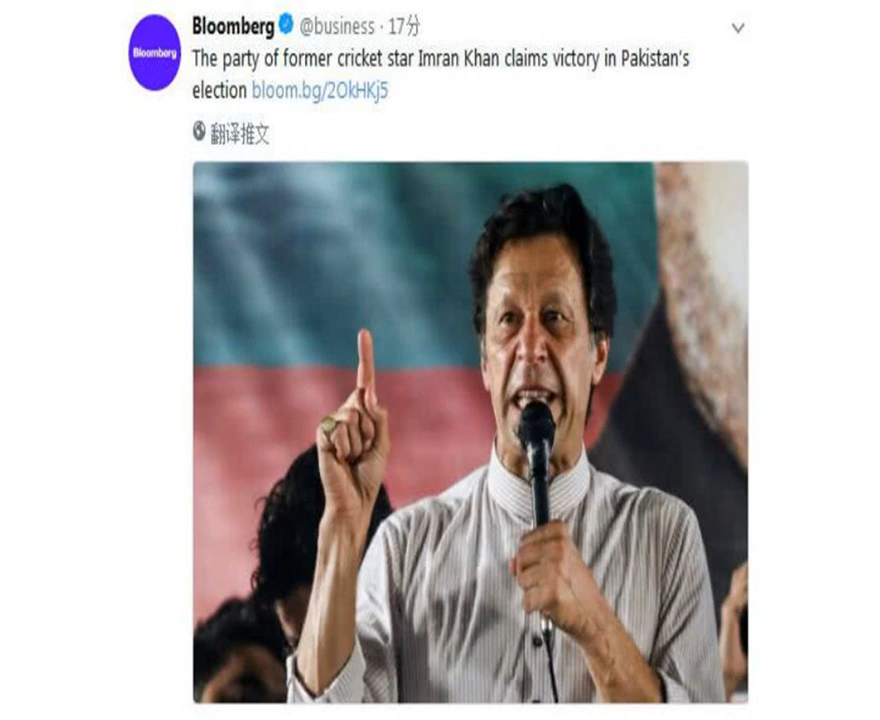 Bloomberg @business · 17分
Bloomberg
The party of former cricket star Imran Khan claims victory in Pakistan's
election bloom.bg/2OkHKj5
翻译推文